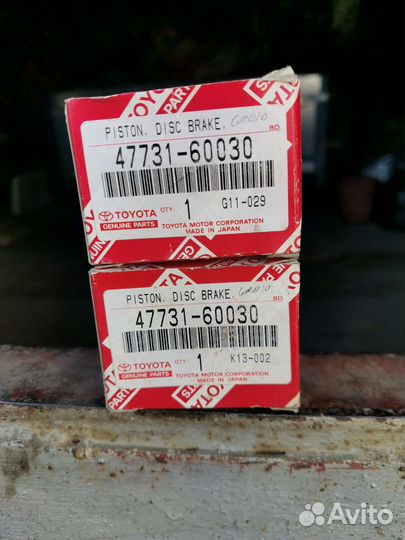 TOYOTA
PARTS
PISTON, DISC BRAKE,
BD
47731-60030
TOYOTA
GENUINE PARTS
QTY.
1
G11-029
TOYOTA MOTOR CORPORATION
MADE IN JAPAN
PISTON, DISC BRAKE,
BD
47731-60030
TOYOTA
GENUINE PARTS
QTY.
1
K13-002
TOYOTA MOTOR CORPORATION
MADE IN JAPAN
TOYOTA
Avito